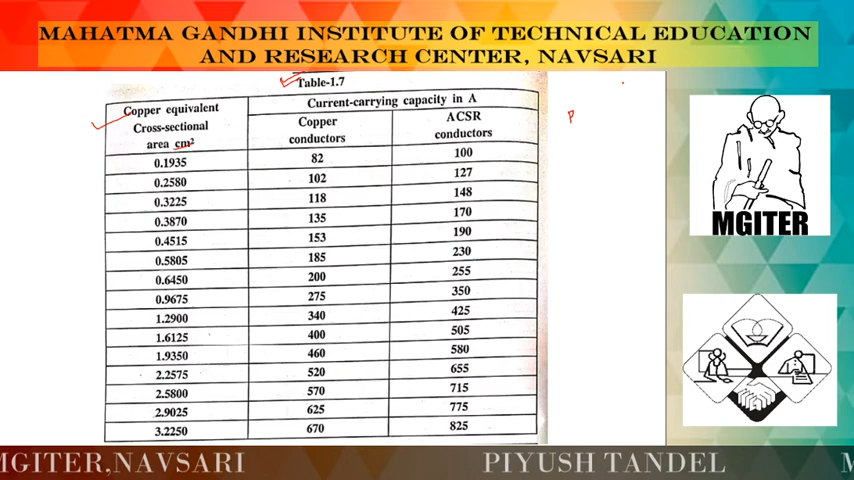 MAHATMA GANDHI INSTITUTE OF TECHNICAL EDUCATION
AND RESEARCH CENTER, NAVSARI
Table-1.7
Copper equivalent
Cross-sectional
area cm²
Current-carrying capacity in A
Copper
conductors
ACSR
conductors
0.1935 82 100
0.2580 102 127
0.3225 118 148
0.3870 135 170
0.4515 153 190
0.5805 185 230
0.6450 200 255
0.9675 275 350
1.2900 340 425
1.6125 400 505
1.9350 460 580
2.2575 520 655
2.5800 570 715
2.9025 625 775
3.2250 670 825
P
MGITER
MGITER,NAVSARI PIYUSH TANDEL M